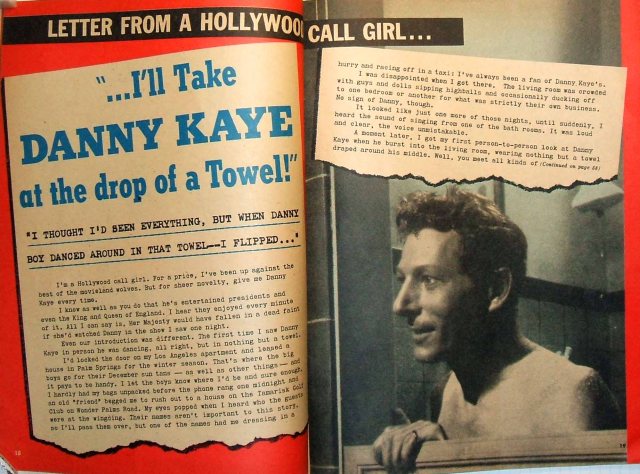 LETTER FROM A HOLLYWOOD CALL GIRL...
"...I'll Take
DANNY KAYE
at the drop of a Towel!"
"I THOUGHT I'D BEEN EVERYTHING, BUT WHEN DANNY
BOY DANCED AROUND IN THAT TOWEL--I FLIPPED..."
I'm a Hollywood call girl. For a price, I've been up against the
best of the movieland wolves. But for sheer novelty, give me Danny
Kaye every time.
I know as well as you do that he's entertained presidents and
even the King and Queen of England. I hear they enjoyed every minute
of it. All I can say is, Her Majesty would have fallen in a dead faint
if she'd watched Danny in the show I saw one night.
Even our introduction was different. The first time I saw Danny
Kaye in person he was dancing, all right, but in nothing but a towel.
I'd locked the door on my Los Angeles apartment and leased a
house in Palm Springs for the winter season. That's where the big
boys go for their December sun tans — as well as other things — and
it pays to be handy. I let the boys know where I'd be and sure enough,
I hardly had my bags unpacked before the phone rang one midnight and
an old "friend" begged me to rush out to a house on the Tamarisk Golf
Club on Wonder Palms Road. My eyes popped when I heard who the guests
were at the wingding. Their names aren't important to this story,
so I'll pass them over, but one of the names had me dressing in a
18
hurry and racing off in a taxi: I've always been a fan of Danny Kaye's.
I was disappointed when I got there. The living room was crowded
with guys and dolls sipping highballs and occasionally ducking off
to one bedroom or another for what was strictly their own business.
No sign of Danny, though.
It looked like just one more of those nights, until suddenly, I
heard the sound of singing from one of the bath rooms. It was loud
and clear, the voice unmistakable.
A moment later, I got my first person-to-person look at Danny
Kaye when he burst into the living room, wearing nothing but a towel
draped around his middle. Well, you meet all kinds of (Continued on page 64)
19